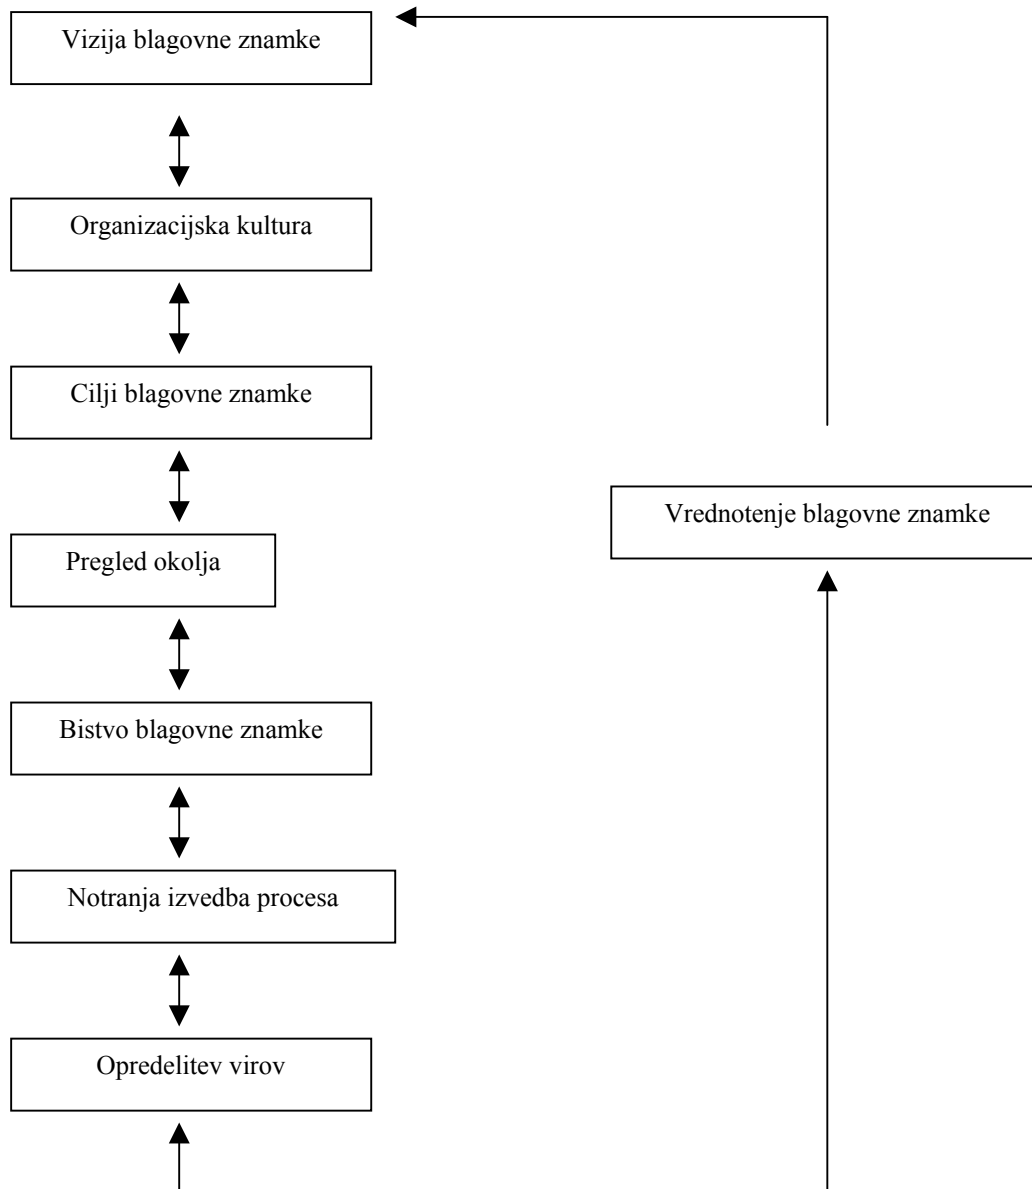 Vizija blagovne znamke
Organizacijska kultura
Cilji blagovne znamke
Pregled okolja
Bistvo blagovne znamke
Notranja izvedba procesa
Opredelitev virov
Vrednotenje blagovne znamke